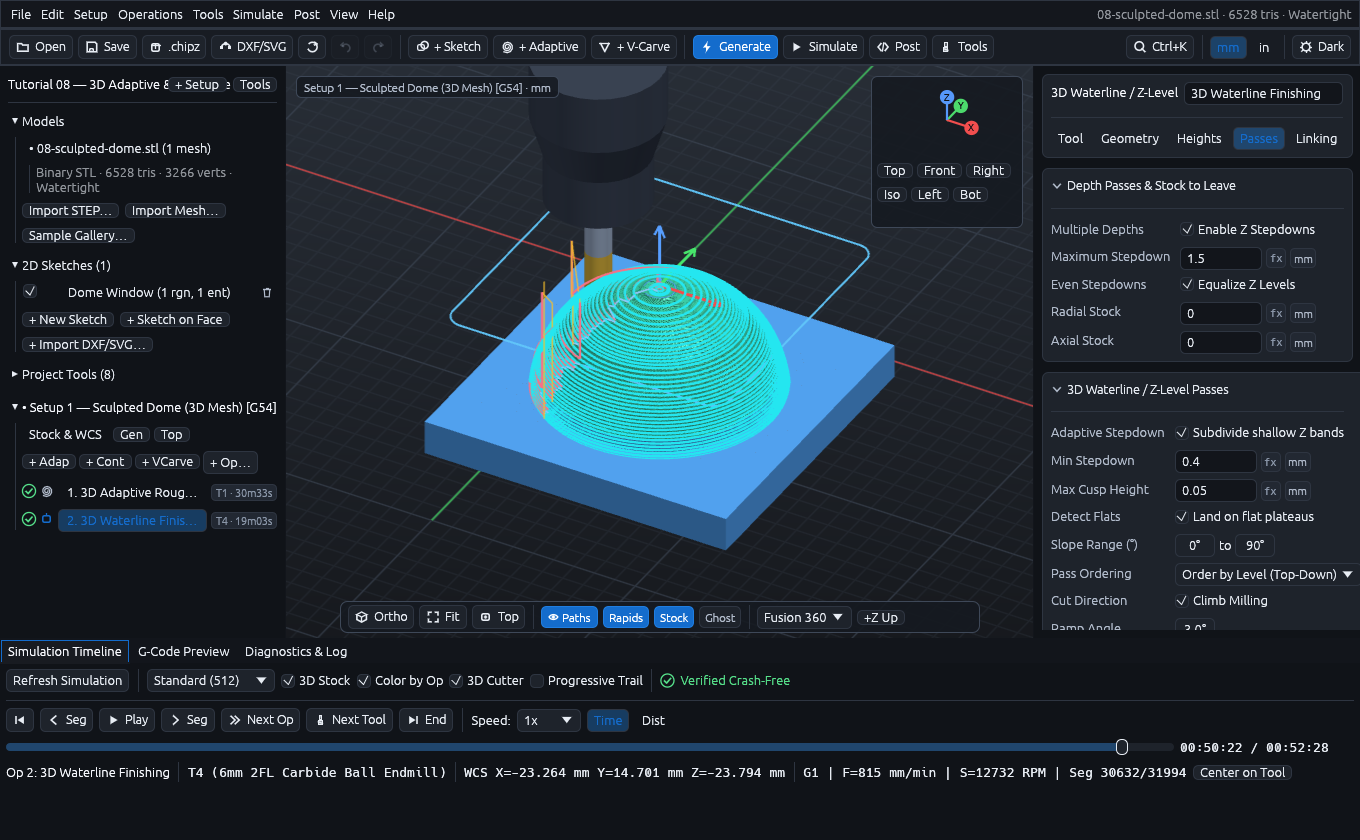 File Edit Setup Operations Tools Simulate Post View Help
08-sculpted-dome.stl · 6528 tris · Watertight
Open Save .chipz DXF/SVG + Sketch + Adaptive + V-Carve Generate Simulate Post Tools Ctrl+K mm in Dark
Tutorial 08 — 3D Adaptive & + Setup Tools
Models
• 08-sculpted-dome.stl (1 mesh)
Binary STL · 6528 tris · 3266 verts ·
Watertight
Import STEP… Import Mesh…
Sample Gallery…
2D Sketches (1)
Dome Window (1 rgn, 1 ent)
+ New Sketch + Sketch on Face
+ Import DXF/SVG…
Project Tools (8)
• Setup 1 — Sculpted Dome (3D Mesh) [G54]
Stock & WCS Gen Top
+ Adap + Cont + VCarve + Op…
1. 3D Adaptive Roug… T1 · 30m33s
2. 3D Waterline Finis… T4 · 19m03s
Setup 1 — Sculpted Dome (3D Mesh) [G54] · mm
Z
Y
X
Top Front Right
Iso Left Bot
Ortho Fit Top Paths Rapids Stock Ghost Fusion 360 +Z Up
3D Waterline / Z-Level 3D Waterline Finishing
Tool Geometry Heights Passes Linking
Depth Passes & Stock to Leave
Multiple Depths Enable Z Stepdowns
Maximum Stepdown 1.5 fx mm
Even Stepdowns Equalize Z Levels
Radial Stock 0 fx mm
Axial Stock 0 fx mm
3D Waterline / Z-Level Passes
Adaptive Stepdown Subdivide shallow Z bands
Min Stepdown 0.4 fx mm
Max Cusp Height 0.05 fx mm
Detect Flats Land on flat plateaus
Slope Range (°) 0° to 90°
Pass Ordering Order by Level (Top-Down)
Cut Direction Climb Milling
Ramp Angle 3.0°
Simulation Timeline G-Code Preview Diagnostics & Log
Refresh Simulation Standard (512) 3D Stock Color by Op 3D Cutter Progressive Trail Verified Crash-Free
Seg Play Seg Next Op Next Tool End Speed: 1x Time Dist
00:50:22 / 00:52:28
Op 2: 3D Waterline Finishing T4 (6mm 2FL Carbide Ball Endmill) WCS X=-23.264 mm Y=14.701 mm Z=-23.794 mm G1 | F=815 mm/min | S=12732 RPM | Seg 30632/31994 Center on Tool